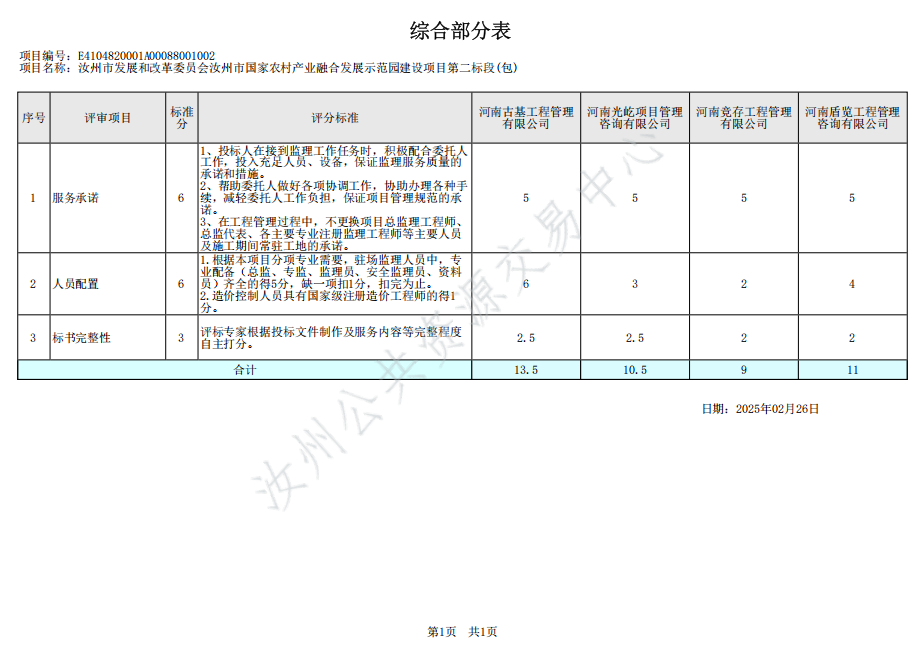 综合部分表
项目编号：E4104820001A00088001002
项目名称：汝州市发展和改革委员会汝州市国家农村产业融合发展示范园建设项目第二标段(包)
序号 评审项目 标准分 评分标准 河南古基工程管理有限公司 河南光屹项目管理咨询有限公司 河南竞存工程管理有限公司 河南盾览工程管理咨询有限公司
1 服务承诺 6
1、投标人在接到监理工作任务时，积极配合委托人
工作，投入充足人员、设备，保证监理服务质量的
承诺和措施。
2、帮助委托人做好各项协调工作，协助办理各种手
续，减轻委托人工作负担，保证项目管理规范的承
诺。
3、在工程管理过程中，不更换项目总监理工程师、
总监代表、各主要专业注册监理工程师等主要人员
及施工期间常驻工地的承诺。
5 5 5 5
2 人员配置 6
1.根据本项目分项专业需要，驻场监理人员中，专
业配备（总监、专监、监理员、安全监理员、资料
员）齐全的得5分，缺一项扣1分，扣完为止。
2.造价控制人员具有国家级注册造价工程师的得1
分。
6 3 2 4
3 标书完整性 3
评标专家根据投标文件制作及服务内容等完整程度
自主打分。
2.5 2.5 2 2
合计 13.5 10.5 9 11
日期：2025年02月26日
汝州公共资源交易中心
第1页 共1页